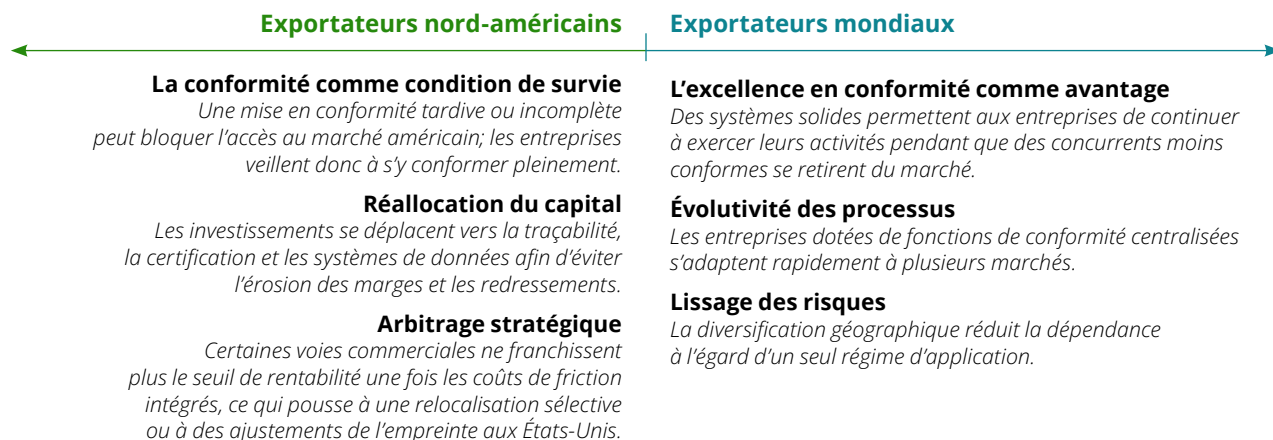 Exportateurs nord-américains
La conformité comme condition de survie
Une mise en conformité tardive ou incomplète
peut bloquer l’accès au marché américain; les entreprises
veillent donc à s’y conformer pleinement.
Réallocation du capital
Les investissements se déplacent vers la traçabilité,
la certification et les systèmes de données afin d’éviter
l’érosion des marges et les redressements.
Arbitrage stratégique
Certaines voies commerciales ne franchissent
plus le seuil de rentabilité une fois les coûts de friction
intégrés, ce qui pousse à une relocalisation sélective
ou à des ajustements de l’empreinte aux États-Unis.
Exportateurs mondiaux
L’excellence en conformité comme avantage
Des systèmes solides permettent aux entreprises de continuer
à exercer leurs activités pendant que des concurrents moins
conformes se retirent du marché.
Évolutivité des processus
Les entreprises dotées de fonctions de conformité centralisées
s’adaptent rapidement à plusieurs marchés.
Lissage des risques
La diversification géographique réduit la dépendance
à l’égard d’un seul régime d’application.